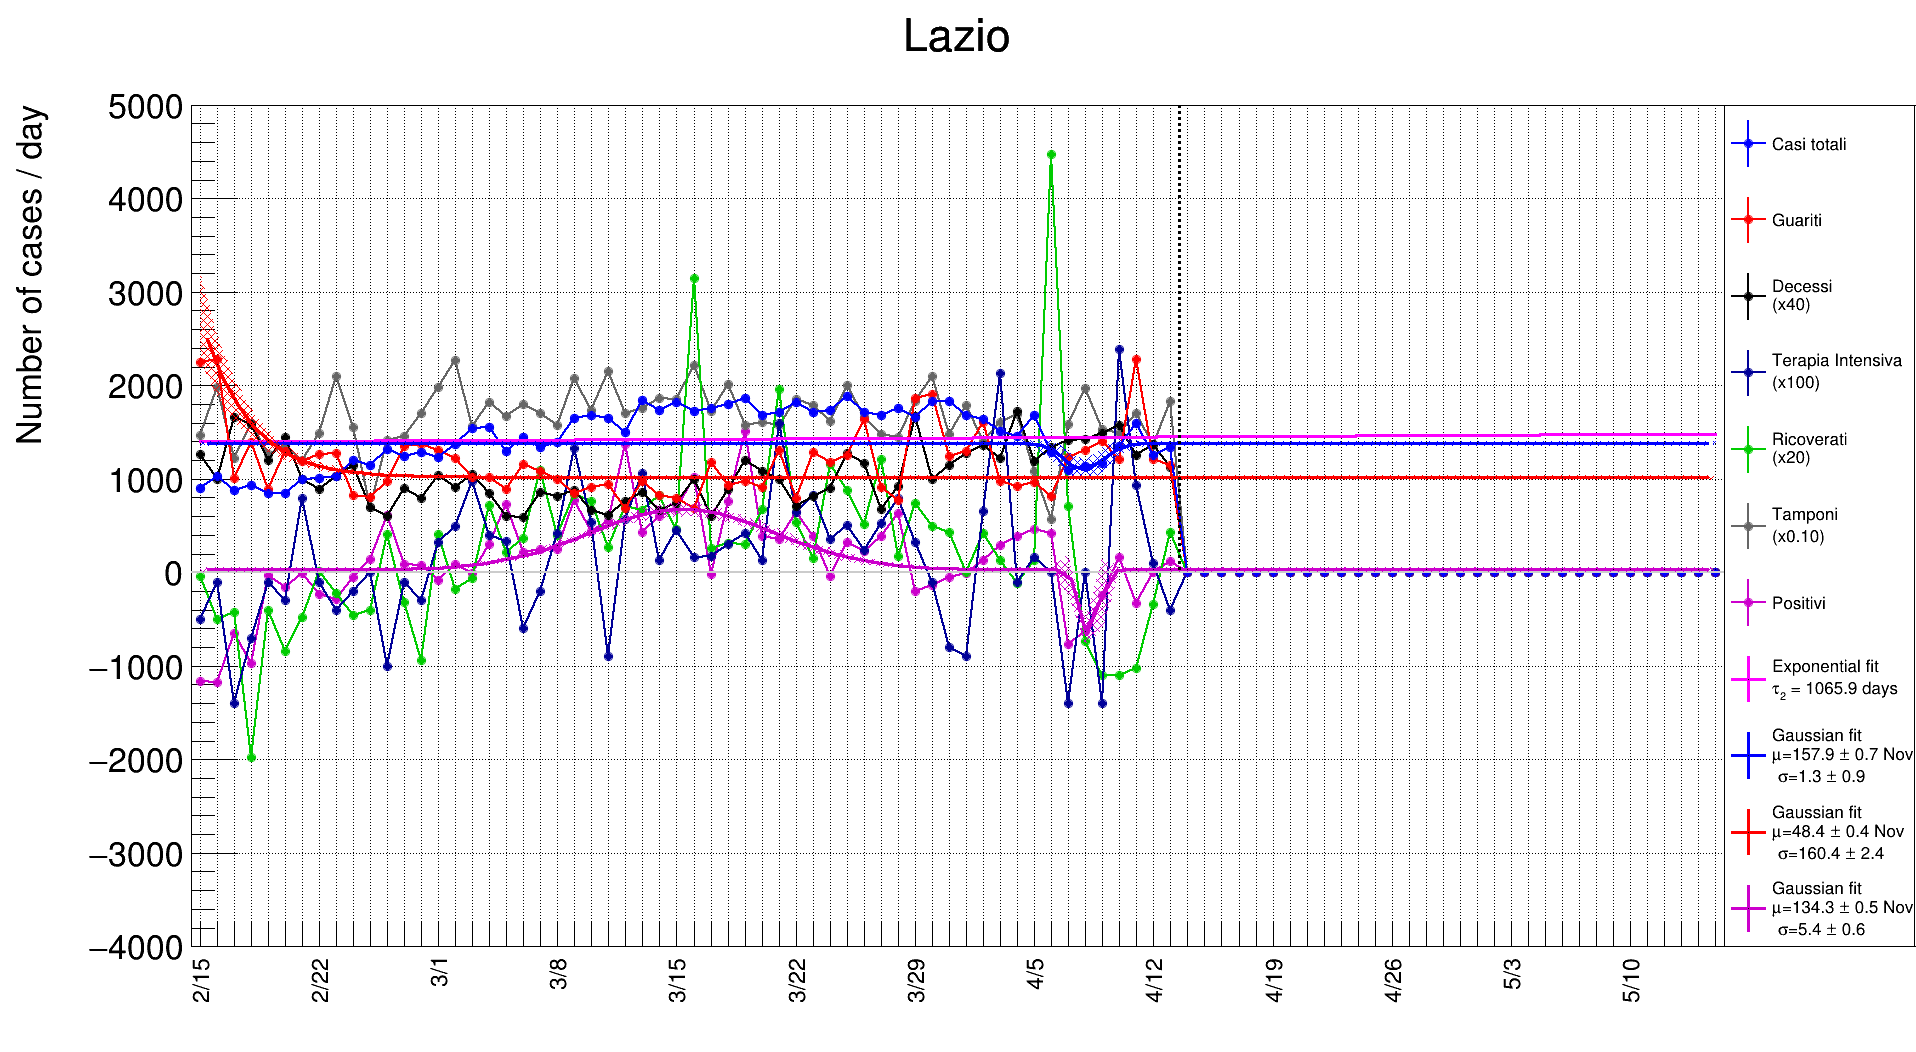 Lazio
Number of cases / day
5000
4000
3000
2000
1000
0
−1000
−2000
−3000
−4000
2/15
2/22
3/1
3/8
3/15
3/22
3/29
4/5
4/12
4/19
4/26
5/3
5/10
Casi totali
Guariti
Decessi
(x40)
Terapia Intensiva
(x100)
Ricoverati
(x20)
Tamponi
(x0.10)
Positivi
Exponential fit
τ2 = 1065.9 days
Gaussian fit
μ=157.9 ± 0.7 Nov
σ=1.3 ± 0.9
Gaussian fit
μ=48.4 ± 0.4 Nov
σ=160.4 ± 2.4
Gaussian fit
μ=134.3 ± 0.5 Nov
σ=5.4 ± 0.6